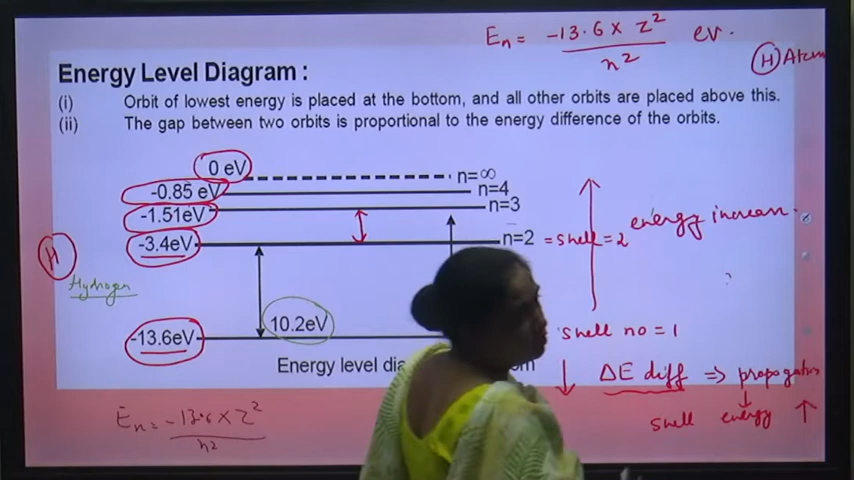 En = -13.6 x z²
n²
ev.
(H) Atom
Energy Level Diagram :
(i) Orbit of lowest energy is placed at the bottom, and all other orbits are placed above this.
(ii) The gap between two orbits is proportional to the energy difference of the orbits.
0 eV
n=∞
-0.85 eV
n=4
-1.51eV
n=3
-3.4eV
n=2 = shell = 2
energy increase.
H
Hydrogen
-13.6eV
10.2eV
shell no = 1
Energy level dia
om
ΔE diff ⇒
shell energy ↑
En = -13.6 x z²
n²